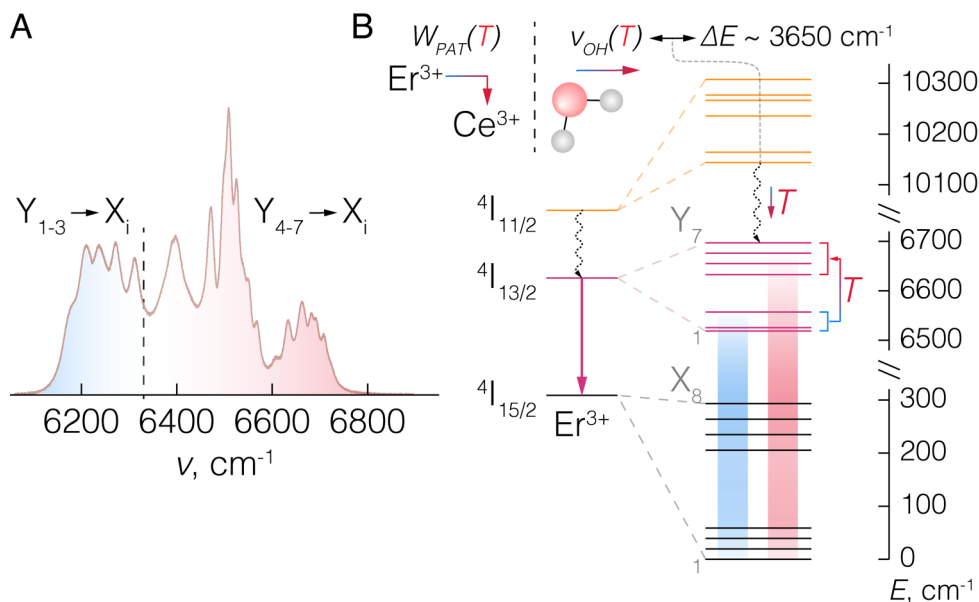 A
Y1-3 → Xi
Y4-7 → Xi
6200 6400 6600 6800
ν, cm-1
B
WPAT(T)
Er3+
Ce3+
νOH(T) ↔ ΔE ~ 3650 cm-1
4I11/2
4I13/2
4I15/2
Er3+
T
Y7
1
T
X8
1
10300
10200
10100
6700
6600
6500
300
200
100
0
E, cm-1